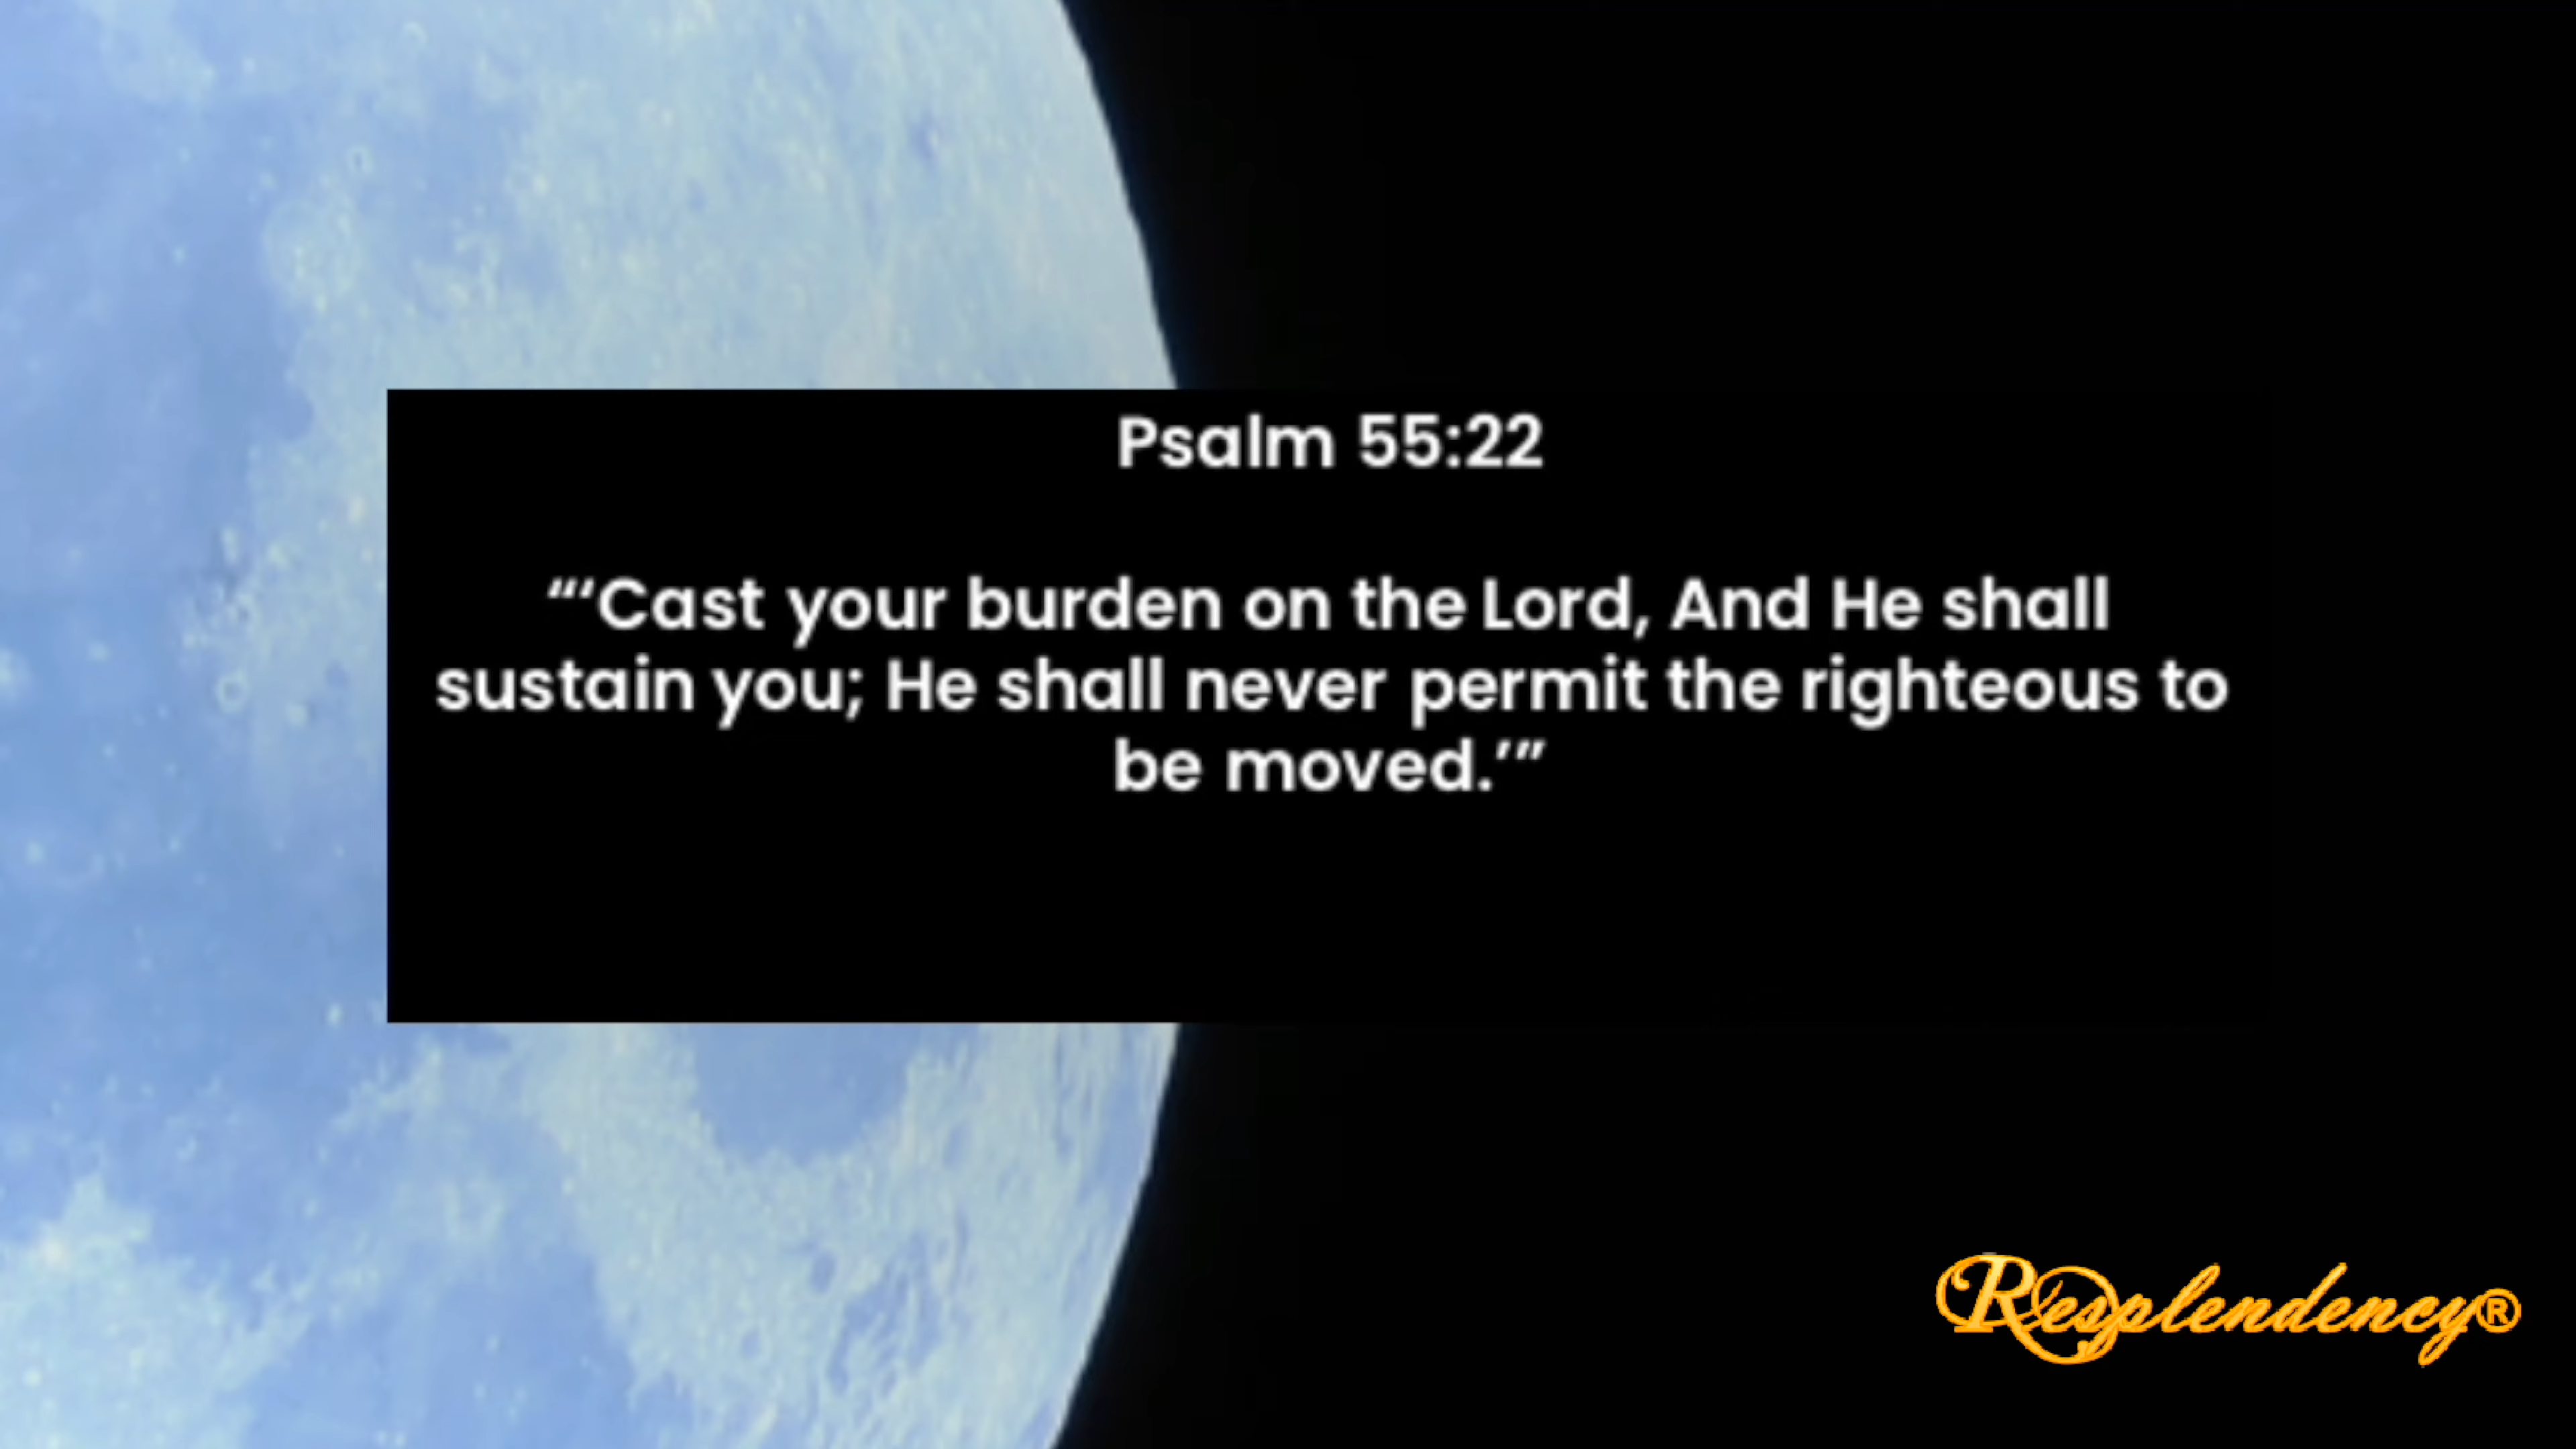 Psalm 55:22
“‘Cast your burden on the Lord, And He shall
sustain you; He shall never permit the righteous to
be moved.’”
Resplendency®